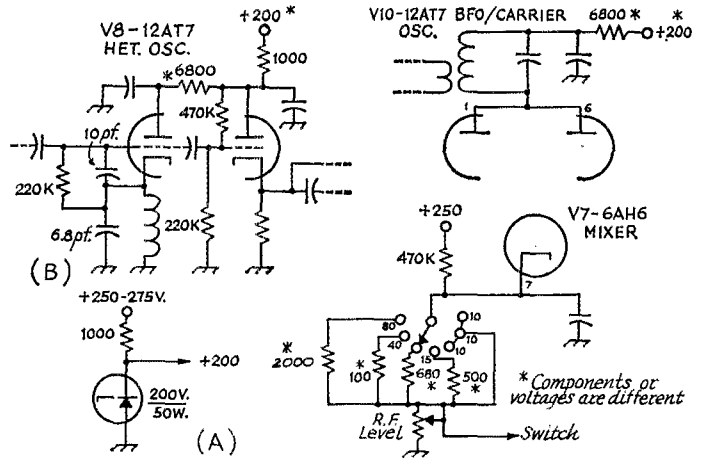 V8-12AT7
HET. OSC.
+200 *
1000
* 6800
470K
10pf.
220K
6.8pf.
220K
(B)
V10-12AT7 BFO/CARRIER
OSC.
6800 *
*
+200
1
6
+250-275V.
1000
+200
200V.
50W.
(A)
+250
470K
V7-6AH6
MIXER
7
80
40
15
10
10
10
*
2000
*
100
680
*
500
*
R.F.
Level
Switch
* Components or
voltages are different